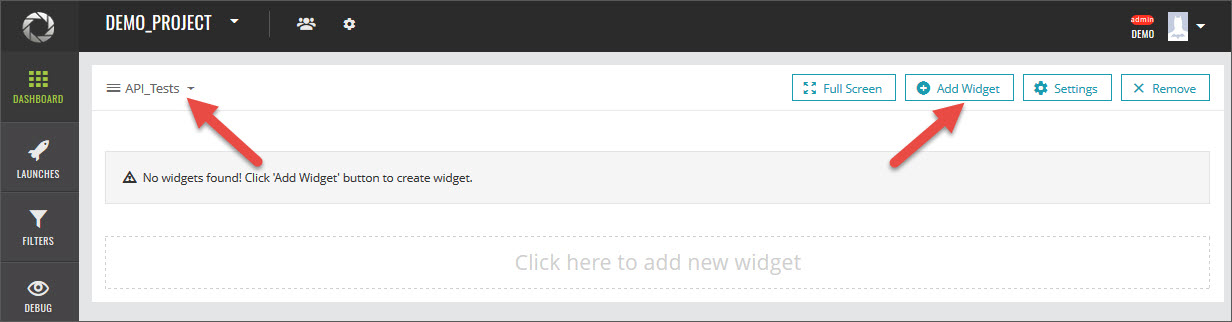 DEMO_PROJECT
admin
DEMO
DASHBOARD
API_Tests
Full Screen
Add Widget
Settings
Remove
LAUNCHES
No widgets found! Click 'Add Widget' button to create widget.
FILTERS
Click here to add new widget
DEBUG